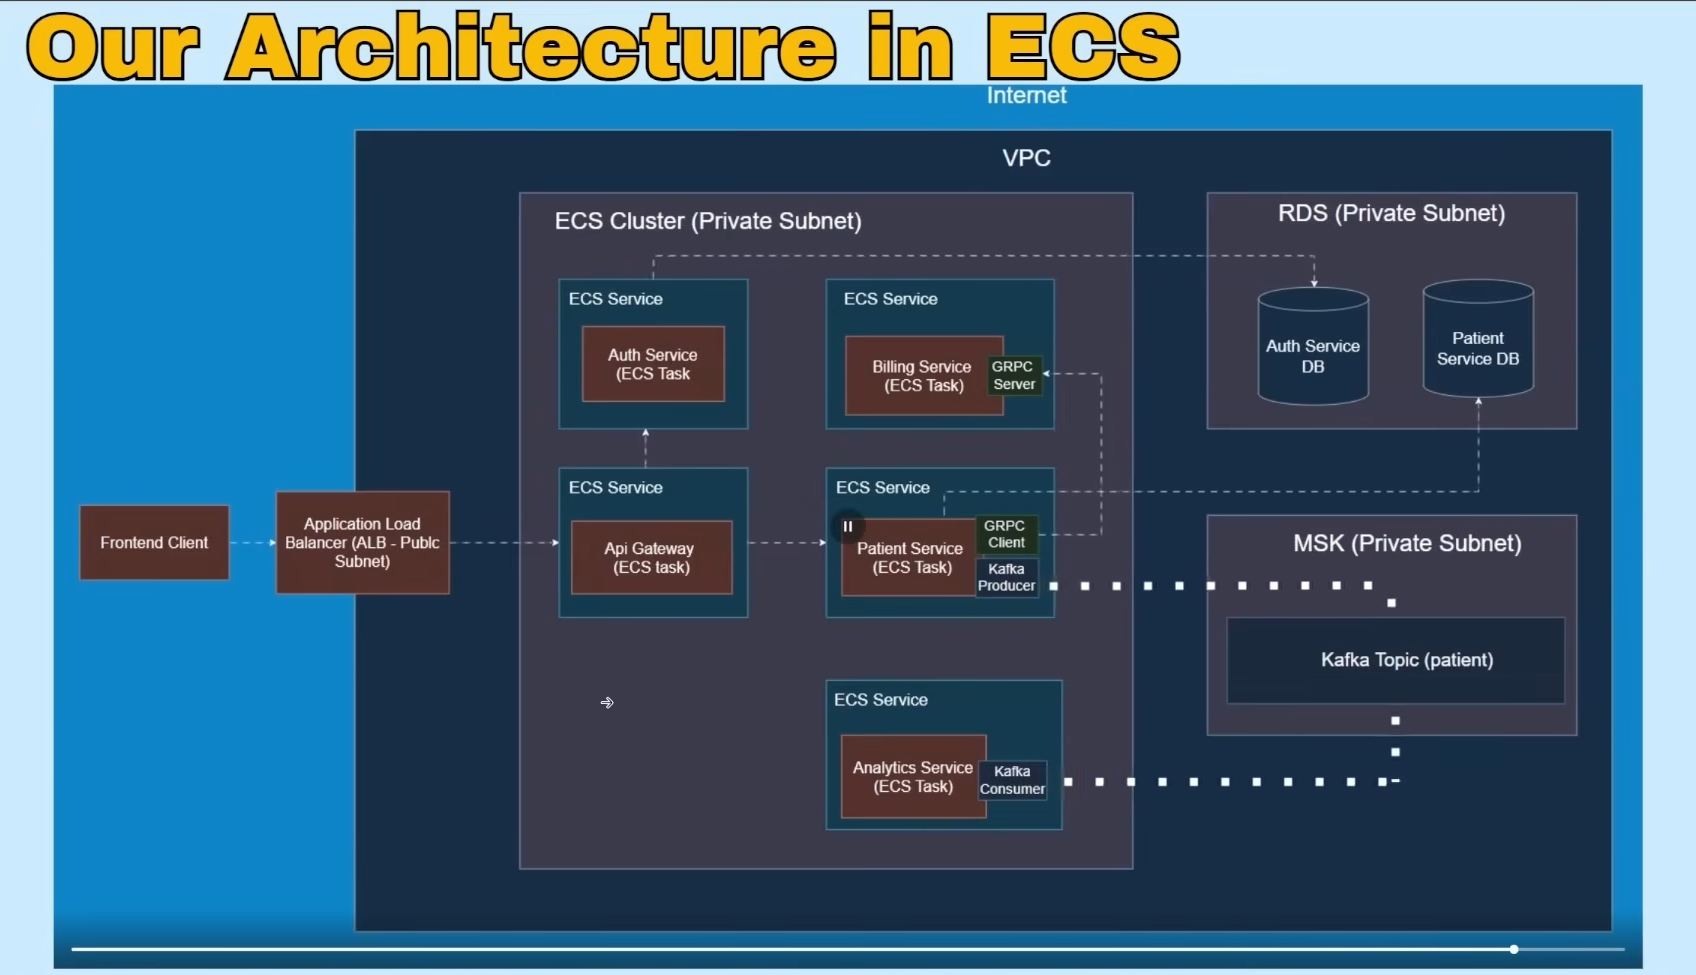 Our Architecture in ECS
Internet
VPC
ECS Cluster (Private Subnet)
RDS (Private Subnet)
ECS Service
Auth Service
(ECS Task
ECS Service
Billing Service
(ECS Task)
GRPC
Server
Auth Service
DB
Patient
Service DB
Frontend Client
Application Load
Balancer (ALB - Publc
Subnet)
ECS Service
Api Gateway
(ECS task)
ECS Service
Patient Service
(ECS Task)
GRPC
Client
Kafka
Producer
MSK (Private Subnet)
Kafka Topic (patient)
ECS Service
Analytics Service
(ECS Task)
Kafka
Consumer